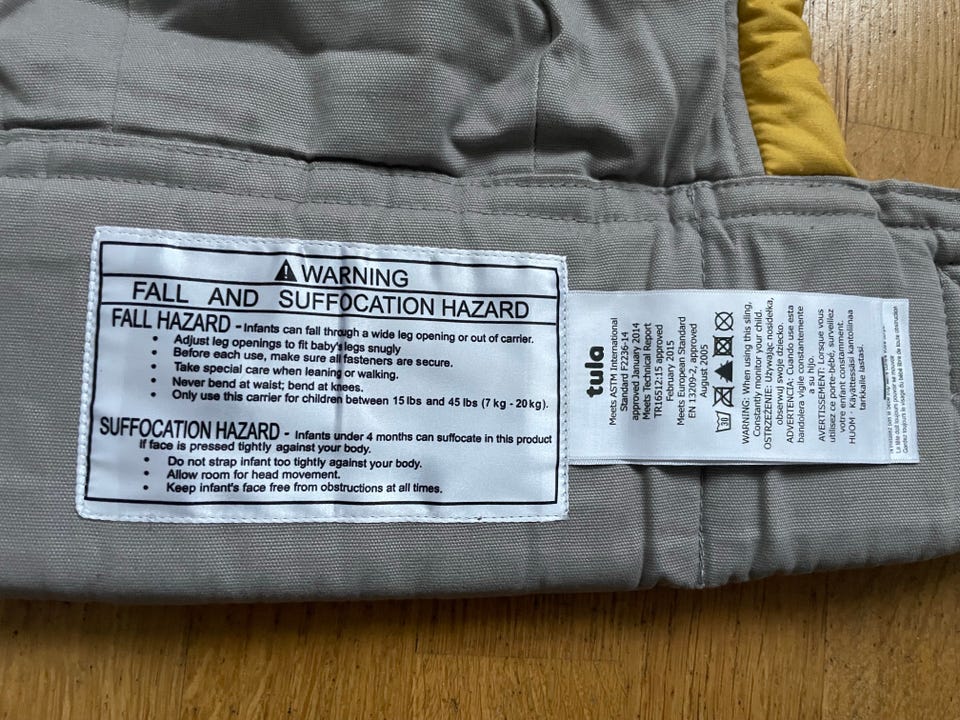 WARNING
FALL AND SUFFOCATION HAZARD
FALL HAZARD - Infants can fall through a wide leg opening or out of carrier.
• Adjust leg openings to fit baby's legs snugly
• Before each use, make sure all fasteners are secure.
• Take special care when leaning or walking.
• Never bend at waist; bend at knees.
• Only use this carrier for children between 15 lbs and 45 lbs (7 kg - 20 kg).
SUFFOCATION HAZARD - Infants under 4 months can suffocate in this product
If face is pressed tightly against your body.
• Do not strap infant too tightly against your body.
• Allow room for head movement.
• Keep infant's face free from obstructions at all times.
tula
Meets ASTM International
Standard F2236-14
approved January 2014
Meets Technical Report
TR16512:15 approved
February 2015
Meets European Standard
EN 13209-2, approved
August 2005
30
WARNING: When using this sling,
Constantly monitor your child.
OSTRZEŻENIE: Używając nosidełka,
obserwuj swoje dziecko.
ADVERTENCIA: Cuando use esta
bandolera vigile constantemente
a su hijo.
AVERTISSEMENT: Lorsque vous
utilisez ce porte-bébé, surveillez
votre enfant constamment.
HUOM - Käyttessäsi kantoliinaa
tarkkaile lastasi.